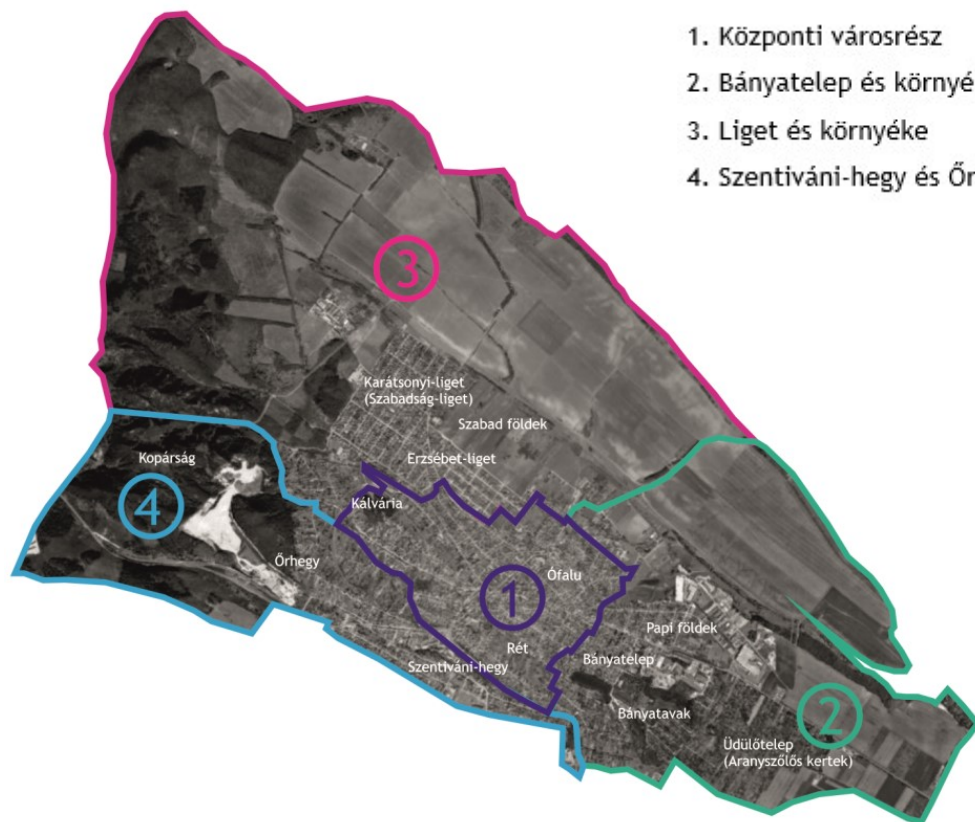 1. Központi városrész
2. Bányatelep és
3. Liget és környéke
4. Szentiváni-hegy és
3
Karátsonyi-liget
(Szabadság-liget)
Szabad földek
Erzsébet-liget
Kopárság
4
Kálvária
Őrhegy
Ófalu
1
Papi földek
Rét
Bányatelep
Szentiváni-hegy
Bányatavak
2
Üdülőtelep
(Aranyszőlős kertek)